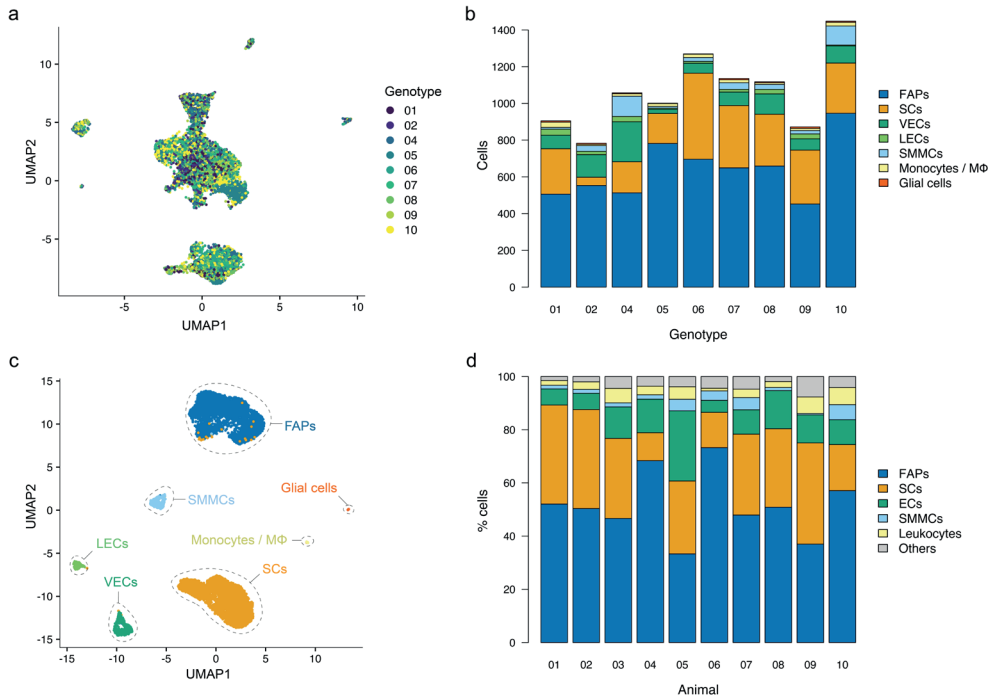 a
10
5
0
-5
UMAP2
-5
0
5
10
UMAP1
Genotype
01
02
04
05
06
07
08
09
10
b
1400
1200
1000
800
600
400
200
0
Cells
01 02 04 05 06 07 08 09 10
Genotype
FAPs
SCs
VECs
LECs
SMMCs
Monocytes / MΦ
Glial cells
c
15
10
5
0
-5
-10
-15
UMAP2
FAPs
SMMCs
Glial cells
Monocytes / MΦ
LECs
SCs
VECs
-15 -10 -5 0 5 10 15
UMAP1
d
100
80
60
40
20
0
% cells
01 02 03 04 05 06 07 08 09 10
Animal
FAPs
SCs
ECs
SMMCs
Leukocytes
Others